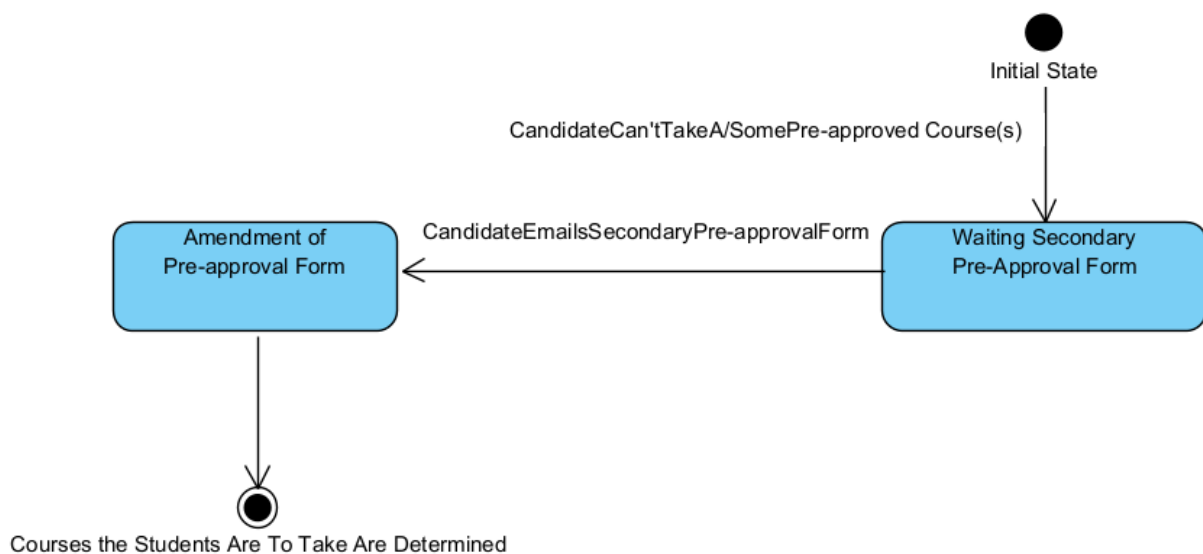 Initial State
CandidateCan'tTakeA/SomePre-approved Course(s)
Amendment of
Pre-approval Form
CandidateEmailsSecondaryPre-approvalForm
Waiting Secondary
Pre-Approval Form
Courses the Students Are To Take Are Determined